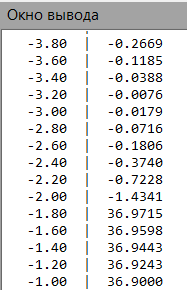 Окно вывода
-3.80 | -0.2669
-3.60 | -0.1185
-3.40 | -0.0388
-3.20 | -0.0076
-3.00 | -0.0179
-2.80 | -0.0716
-2.60 | -0.1806
-2.40 | -0.3740
-2.20 | -0.7228
-2.00 | -1.4341
-1.80 | 36.9715
-1.60 | 36.9598
-1.40 | 36.9443
-1.20 | 36.9243
-1.00 | 36.9000